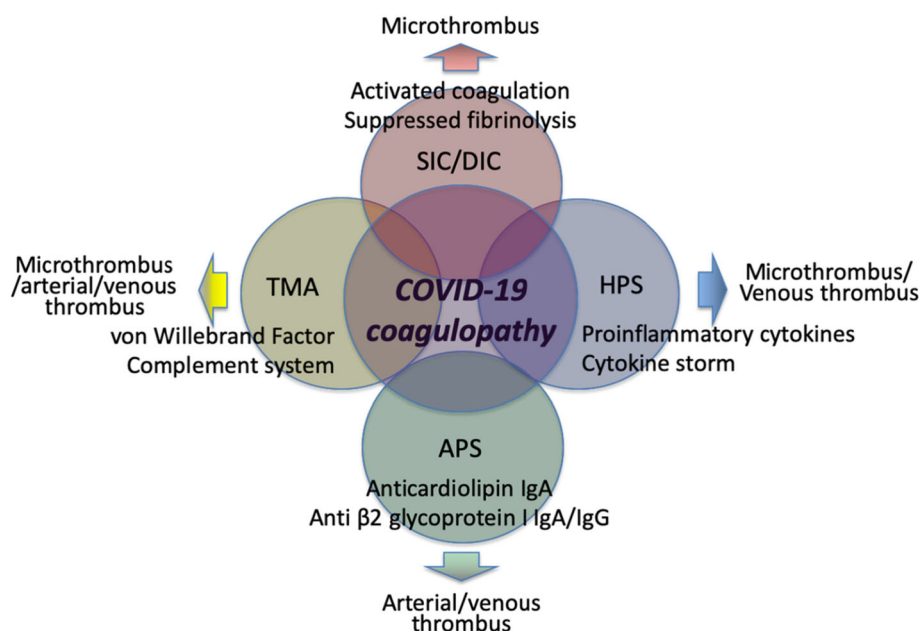 Microthrombus
Activated coagulation
Suppressed fibrinolysis
SIC/DIC
Microthrombus
/arterial/venous
thrombus
TMA
von Willebrand Factor
Complement system
COVID-19
coagulopathy
HPS
Microthrombus/
Venous thrombus
Proinflammatory cytokines
Cytokine storm
APS
Anticardiolipin IgA
Anti β2 glycoprotein I IgA/IgG
Arterial/venous
thrombus